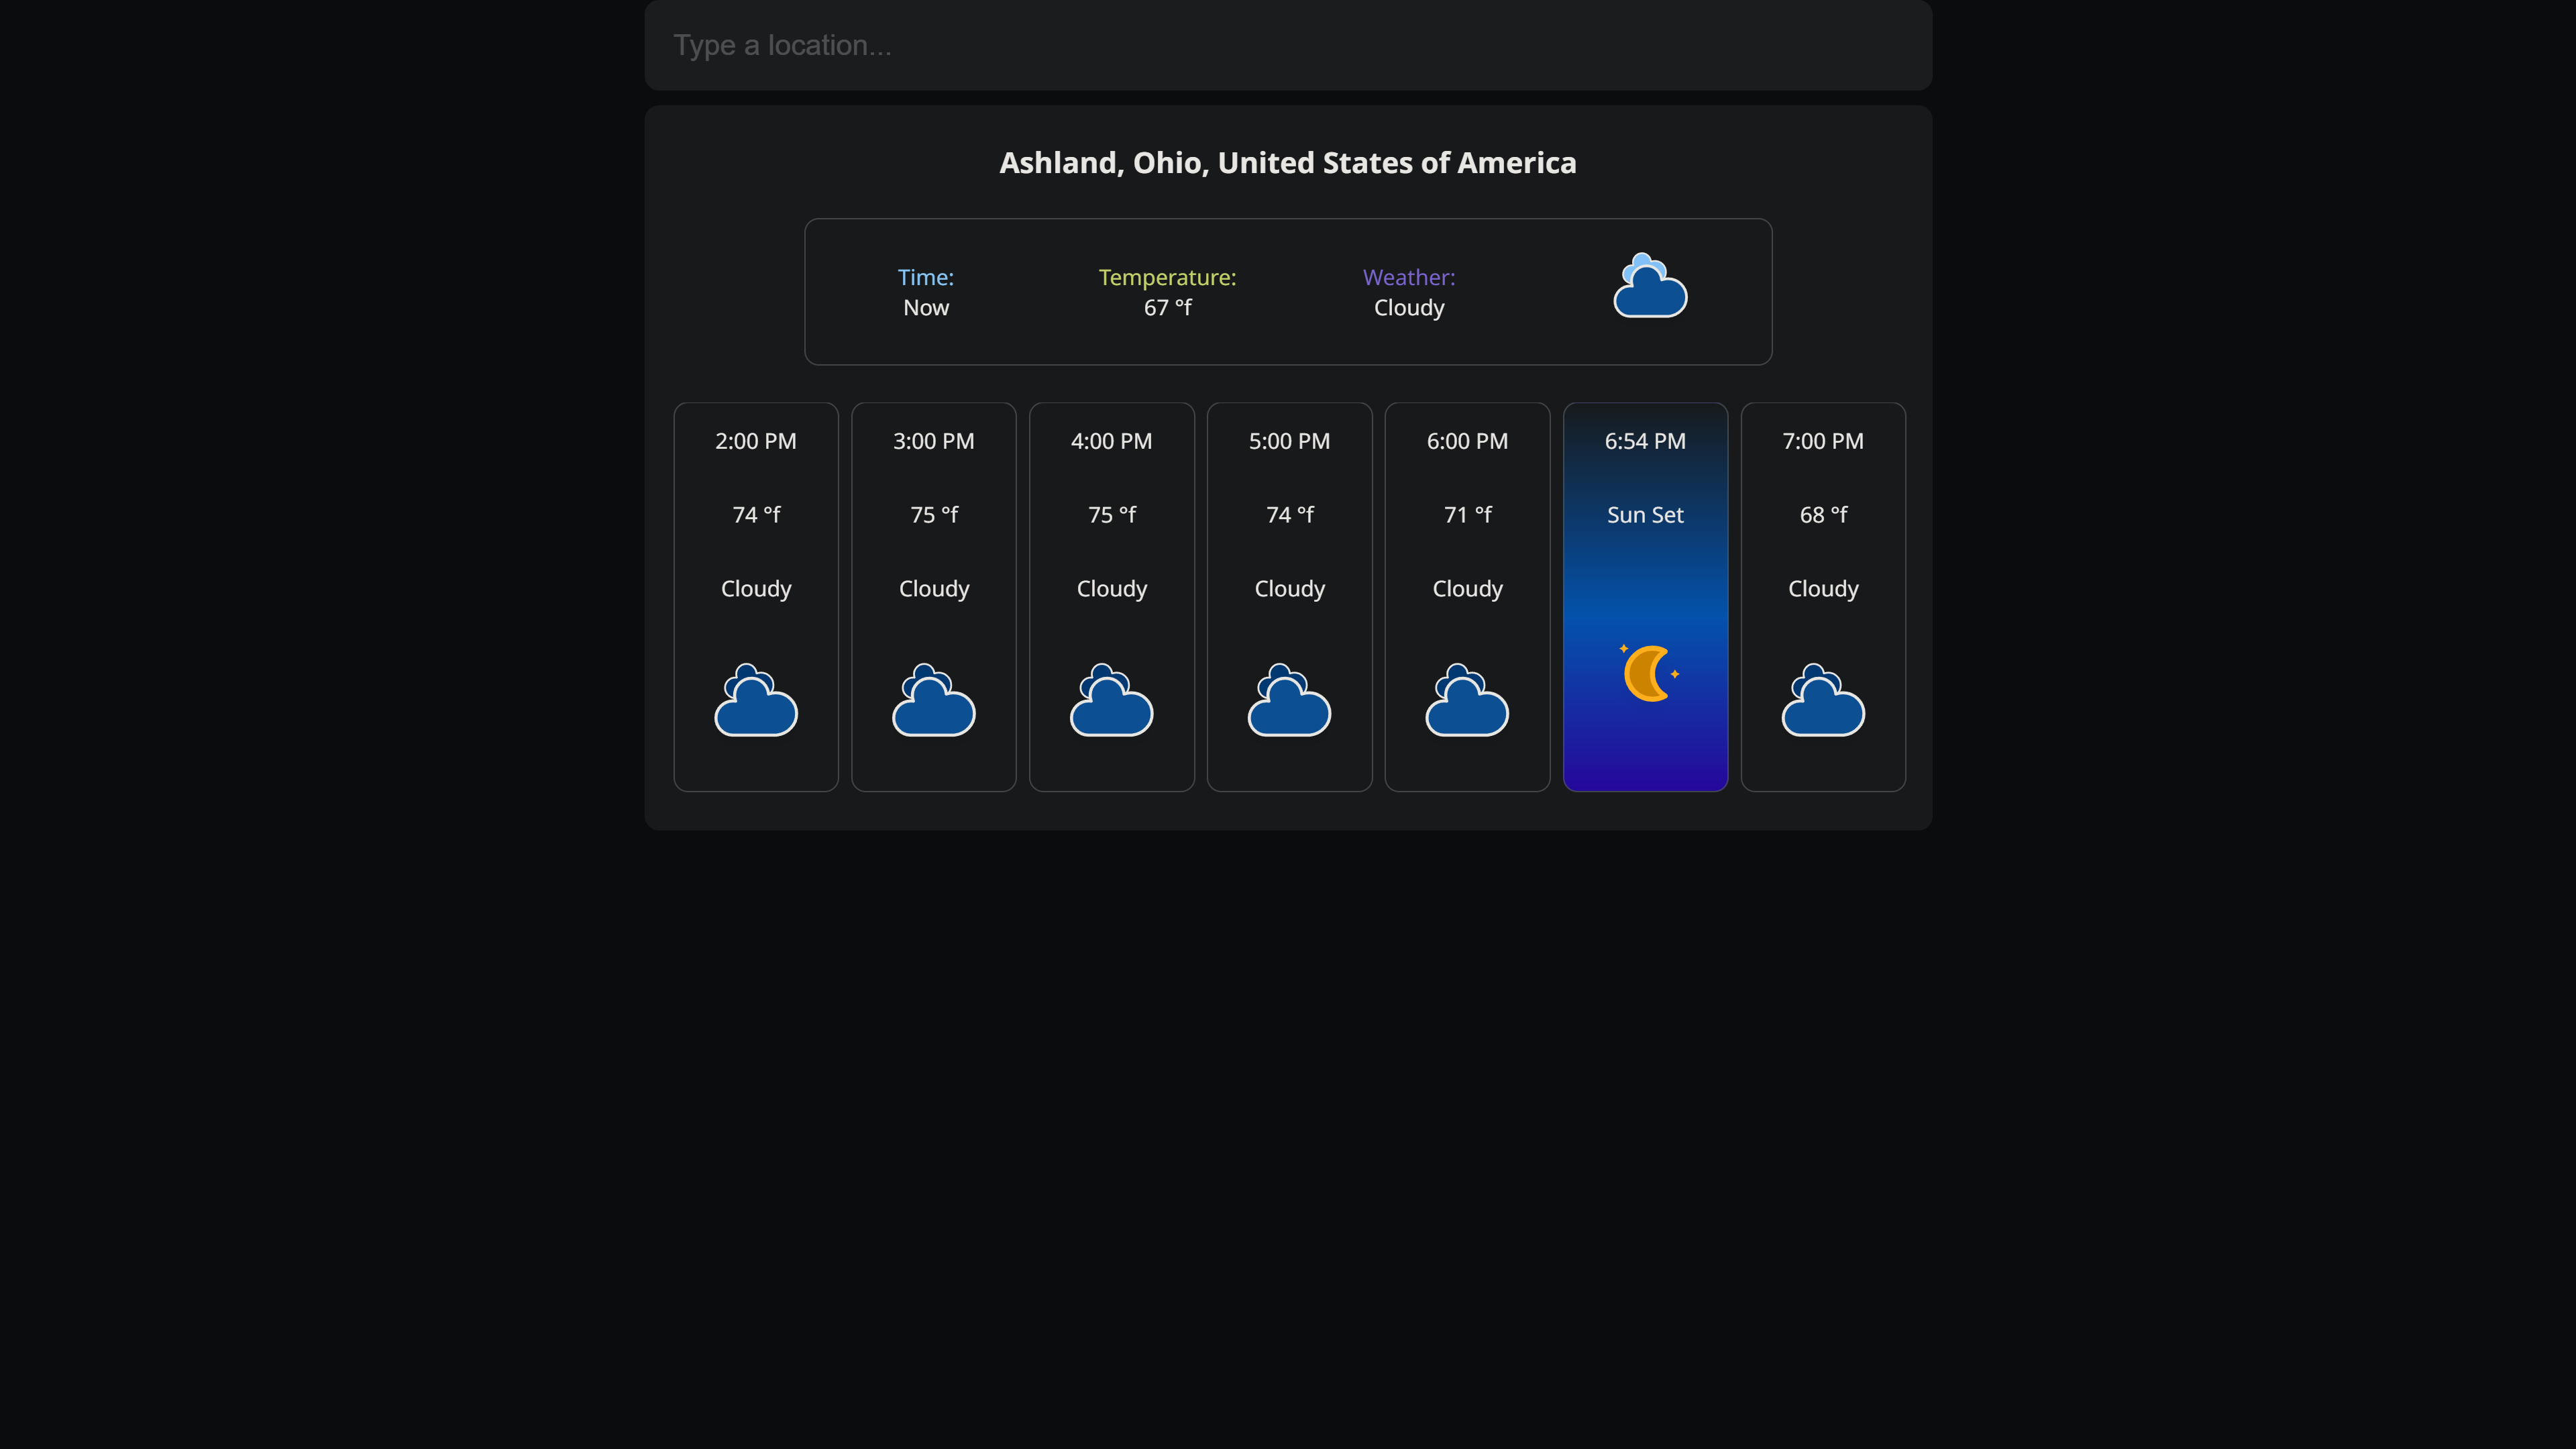 Type a location...
Ashland, Ohio, United States of America
Time:
Now
Temperature:
67 °f
Weather:
Cloudy
2:00 PM
74 °f
Cloudy
3:00 PM
75 °f
Cloudy
4:00 PM
75 °f
Cloudy
5:00 PM
74 °f
Cloudy
6:00 PM
71 °f
Cloudy
6:54 PM
Sun Set
7:00 PM
68 °f
Cloudy